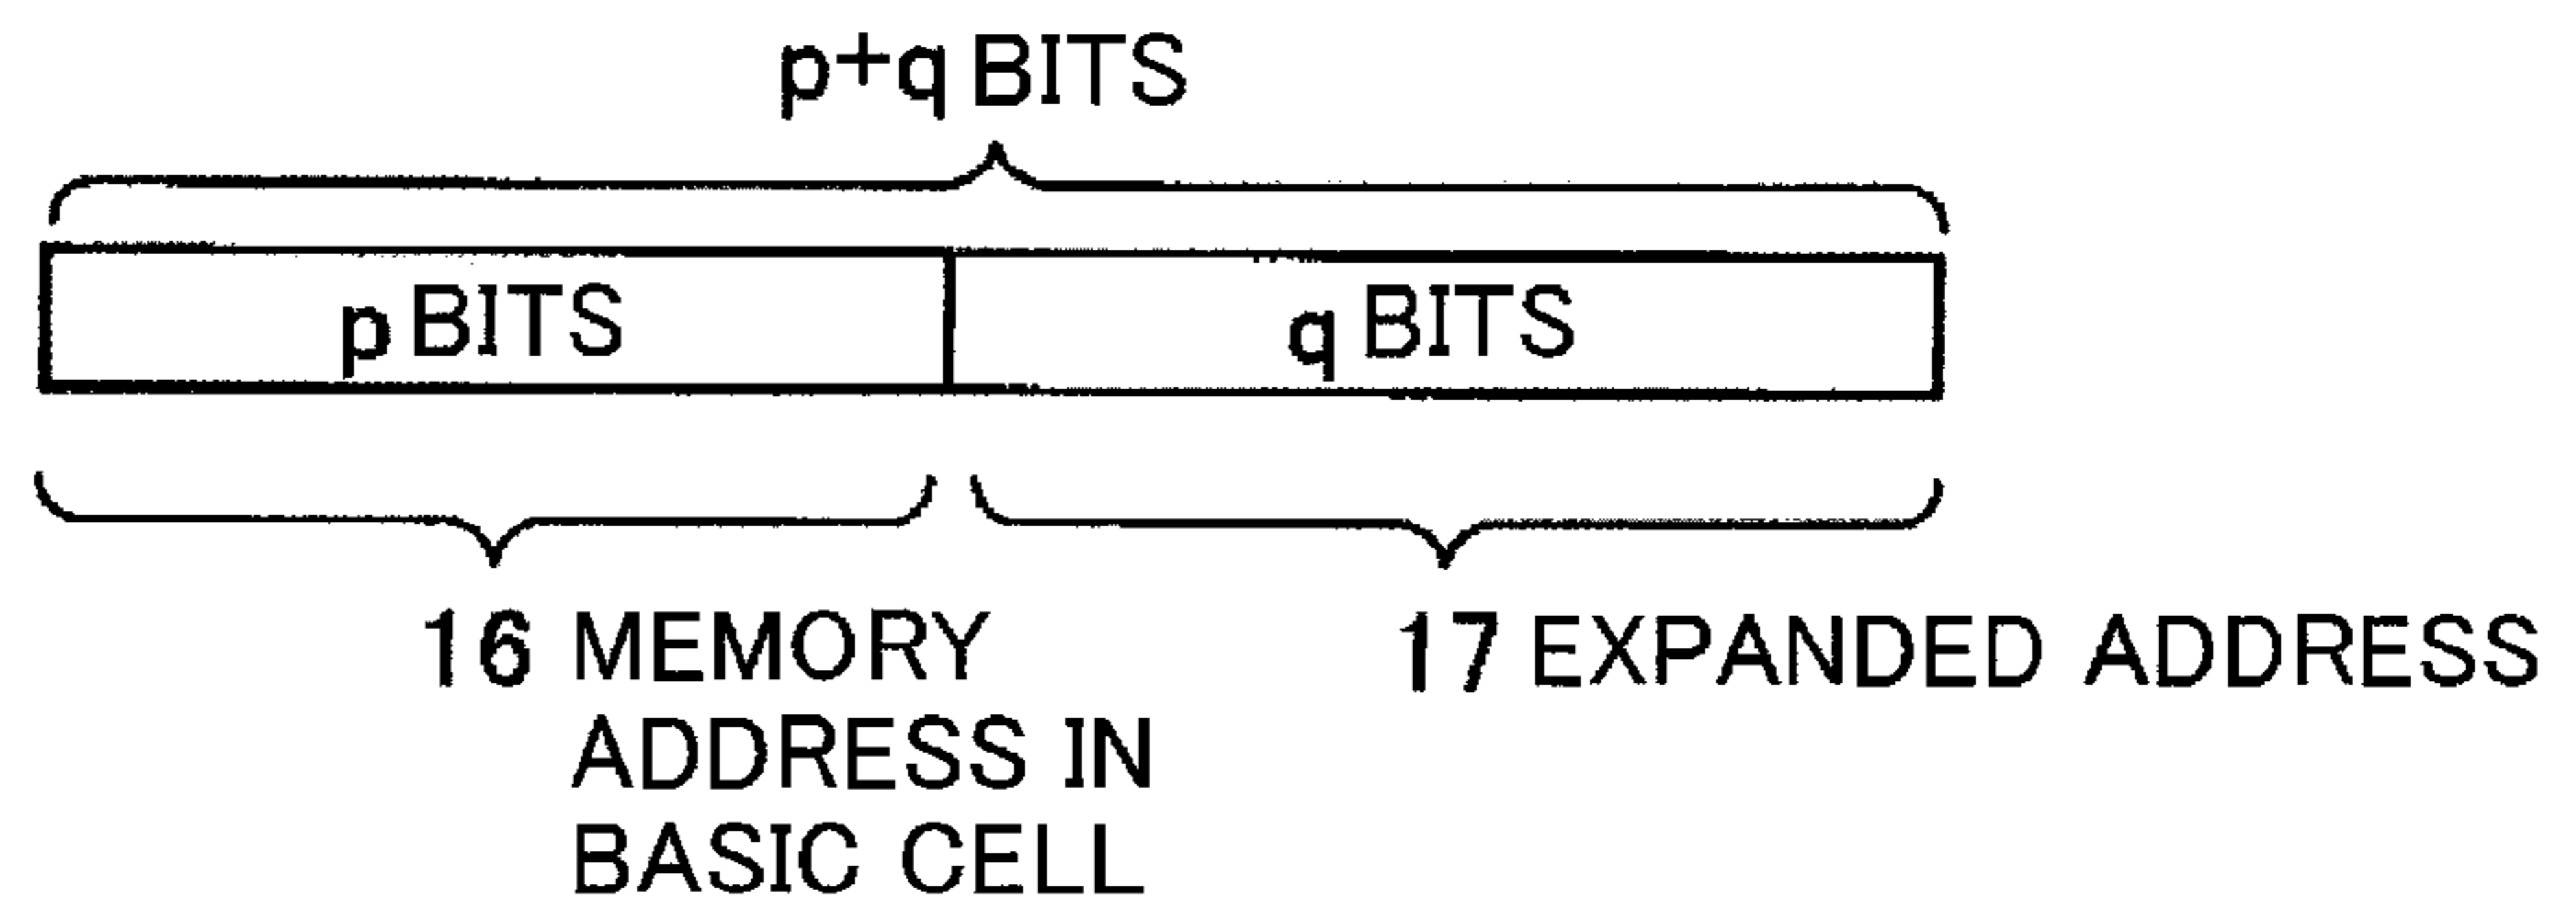 p+q BITS
p BITS
q BITS
16 MEMORY
ADDRESS IN
BASIC CELL
17 EXPANDED ADDRESS